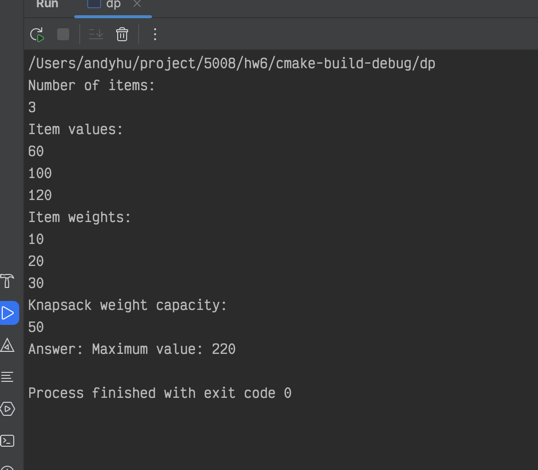 Run dp
/Users/andyhu/project/5008/hw6/cmake-build-debug/dp
Number of items:
3
Item values:
60
100
120
Item weights:
10
20
30
Knapsack weight capacity:
50
Answer: Maximum value: 220
Process finished with exit code 0